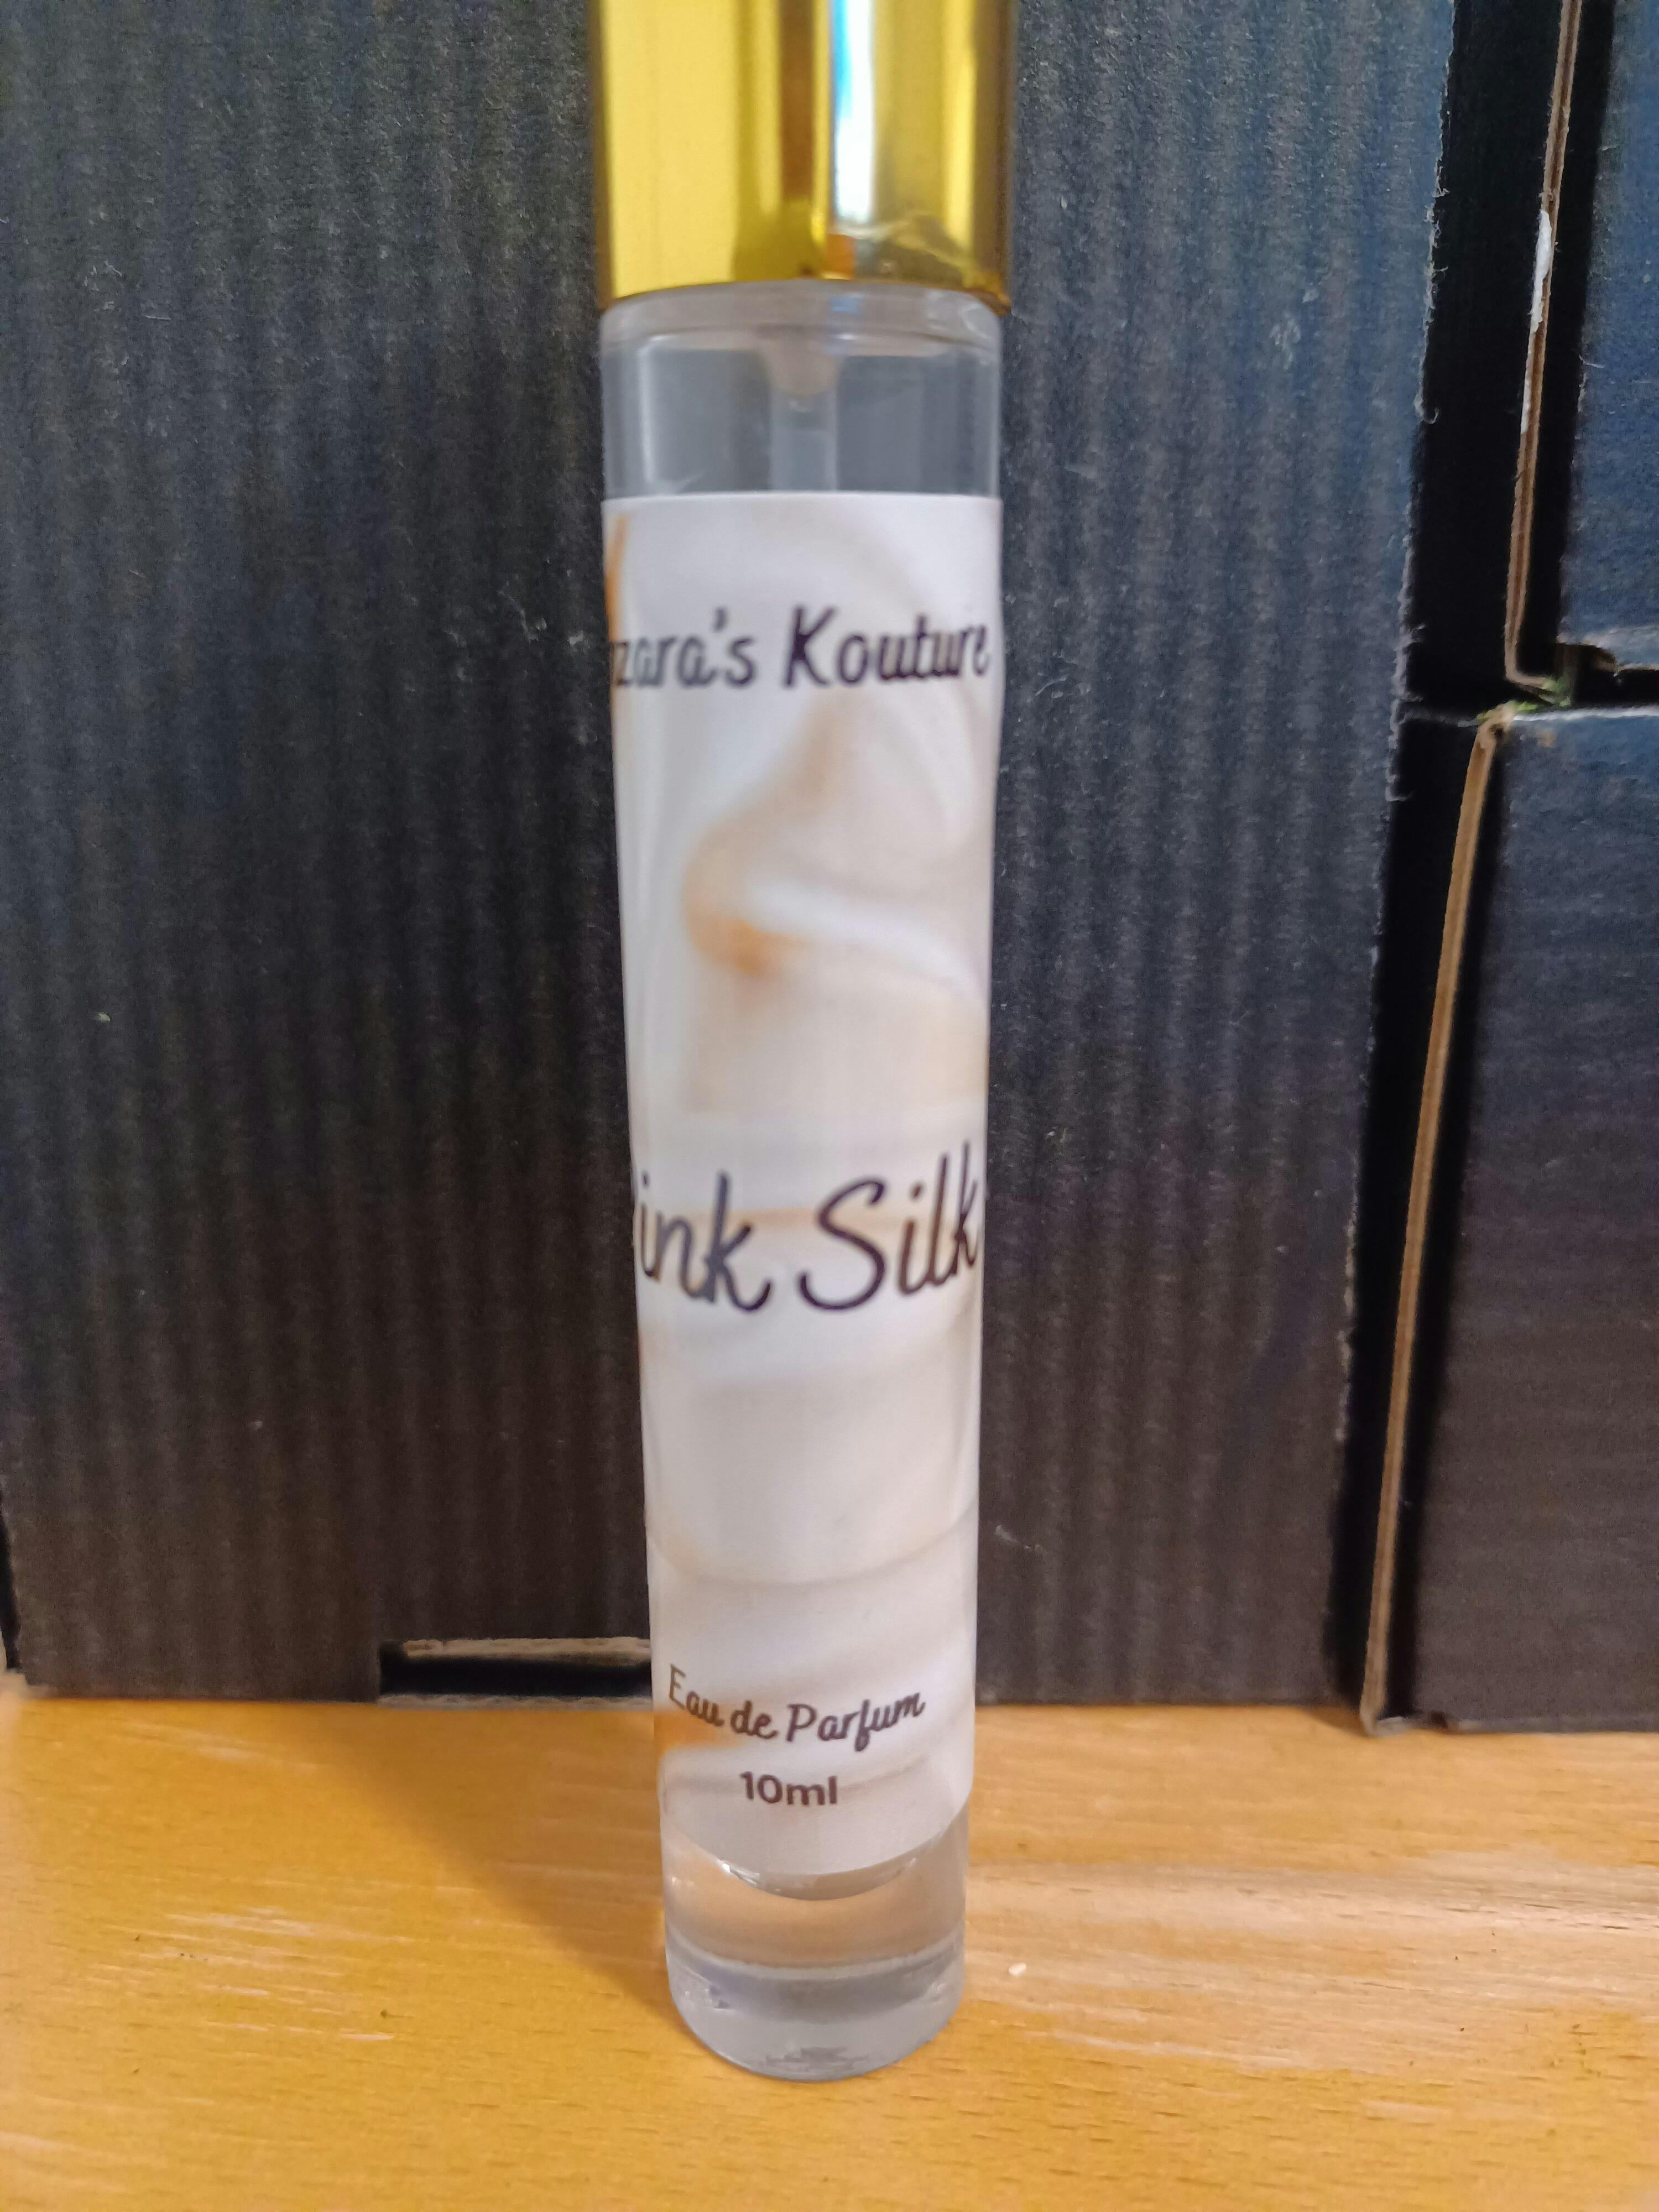 zara's Kouture
ink Silk
Eau de Parfum
10ml